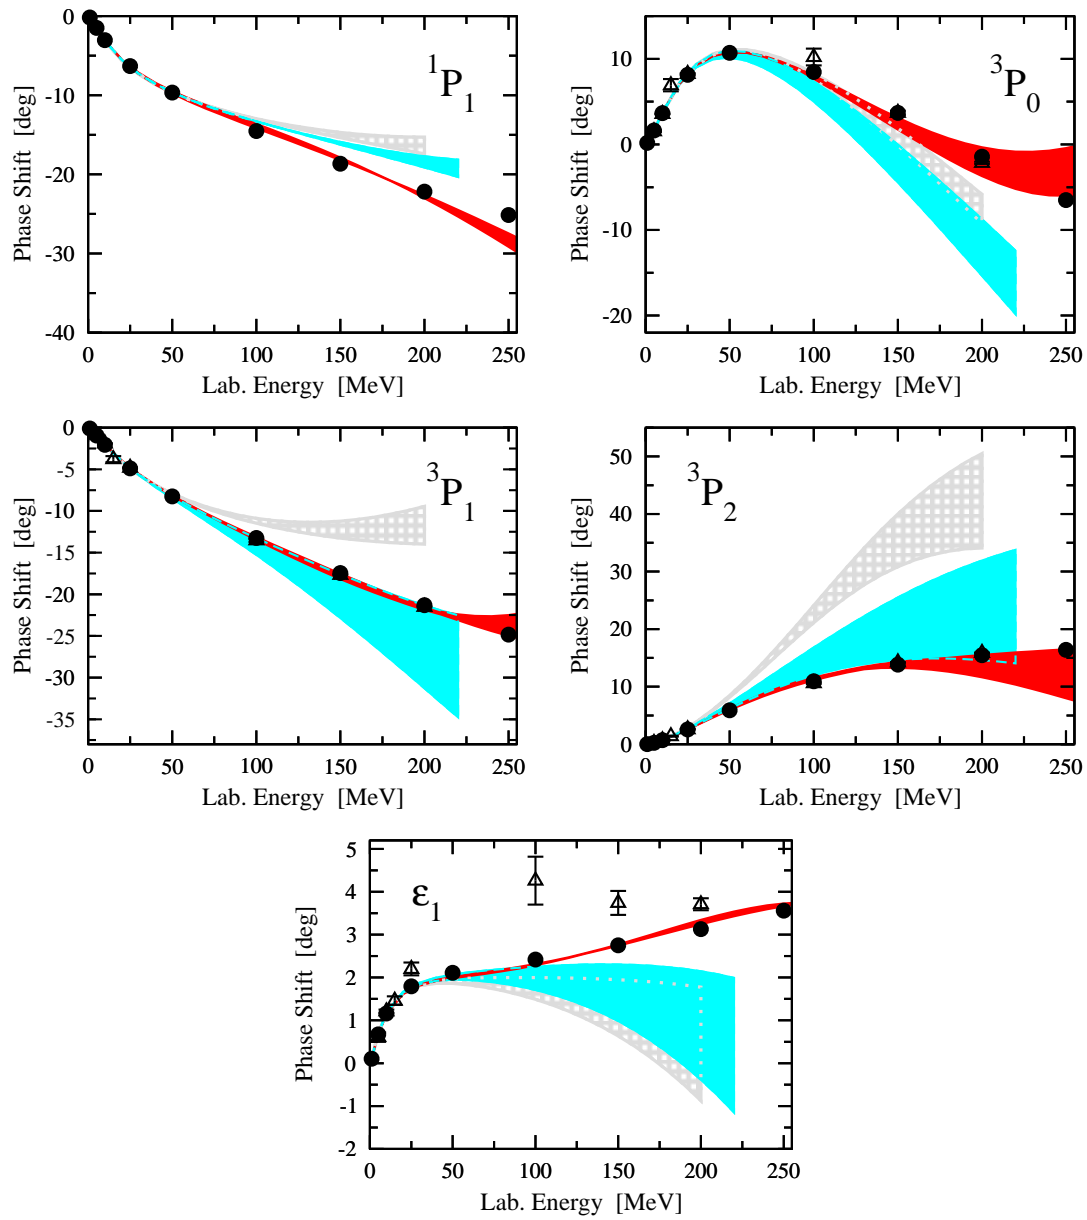 0
-10
-20
-30
-40
Phase Shift [deg]
¹P₁
0 50 100 150 200 250
Lab. Energy [MeV]
10
0
-10
-20
Phase Shift [deg]
³P₀
0 50 100 150 200 250
Lab. Energy [MeV]
0
-5
-10
-15
-20
-25
-30
-35
Phase Shift [deg]
³P₁
0 50 100 150 200 250
Lab. Energy [MeV]
50
40
30
20
10
0
Phase Shift [deg]
³P₂
0 50 100 150 200 250
Lab. Energy [MeV]
5
4
3
2
1
0
-1
-2
Phase Shift [deg]
ε₁
0 50 100 150 200 250
Lab. Energy [MeV]